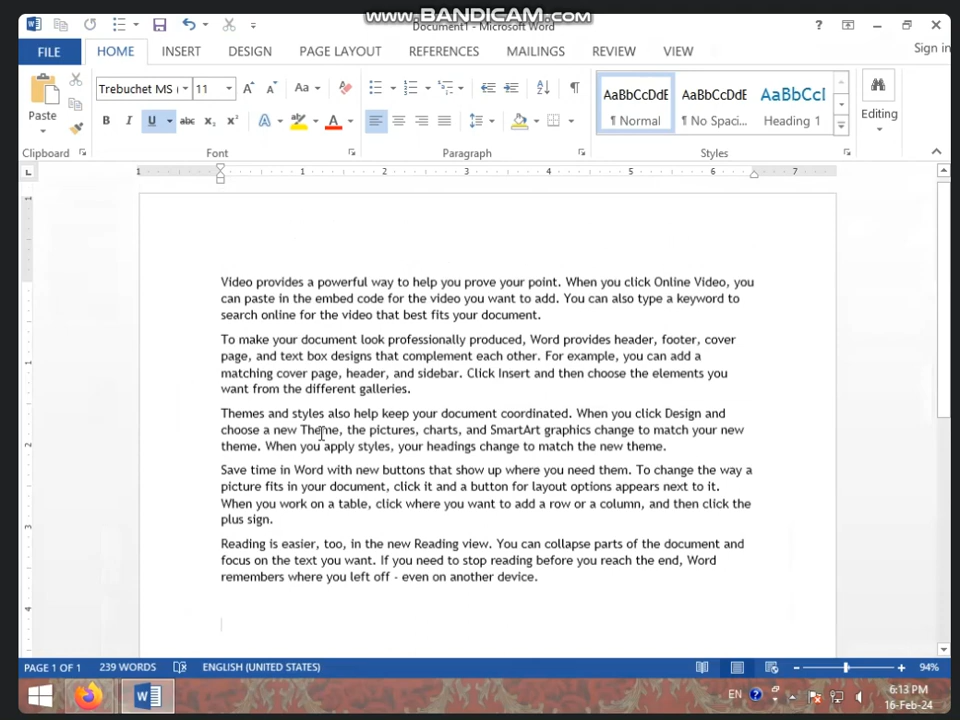 www.BANDICAM.com
Document1 - Microsoft Word
?
FILE HOME INSERT DESIGN PAGE LAYOUT REFERENCES MAILINGS REVIEW VIEW Sign in
Paste
Trebuchet MS 11 Aa
B I U abc x₂ x² A A
AaBbCcDdE AaBbCcDdE AaBbCcI
¶ Normal ¶ No Spaci... Heading 1
Editing
Clipboard Font Paragraph Styles
1 1 2 3 4 5 6 7
Video provides a powerful way to help you prove your point. When you click Online Video, you
can paste in the embed code for the video you want to add. You can also type a keyword to
search online for the video that best fits your document.
To make your document look professionally produced, Word provides header, footer, cover
page, and text box designs that complement each other. For example, you can add a
matching cover page, header, and sidebar. Click Insert and then choose the elements you
want from the different galleries.
Themes and styles also help keep your document coordinated. When you click Design and
choose a new Theme, the pictures, charts, and SmartArt graphics change to match your new
theme. When you apply styles, your headings change to match the new theme.
Save time in Word with new buttons that show up where you need them. To change the way a
picture fits in your document, click it and a button for layout options appears next to it.
When you work on a table, click where you want to add a row or a column, and then click the
plus sign.
Reading is easier, too, in the new Reading view. You can collapse parts of the document and
focus on the text you want. If you need to stop reading before you reach the end, Word
remembers where you left off - even on another device.
PAGE 1 OF 1 239 WORDS ENGLISH (UNITED STATES) 94%
EN 6:13 PM
16-Feb-24